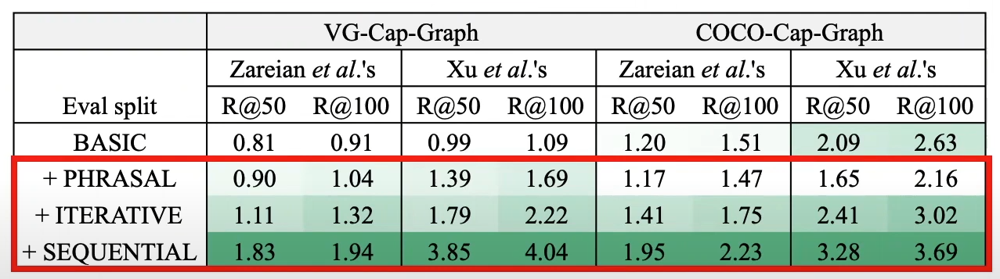 VG-Cap-Graph COCO-Cap-Graph
Zareian et al.'s Xu et al.'s Zareian et al.'s Xu et al.'s
Eval split R@50 R@100 R@50 R@100 R@50 R@100 R@50 R@100
BASIC 0.81 0.91 0.99 1.09 1.20 1.51 2.09 2.63
+ PHRASAL 0.90 1.04 1.39 1.69 1.17 1.47 1.65 2.16
+ ITERATIVE 1.11 1.32 1.79 2.22 1.41 1.75 2.41 3.02
+ SEQUENTIAL 1.83 1.94 3.85 4.04 1.95 2.23 3.28 3.69